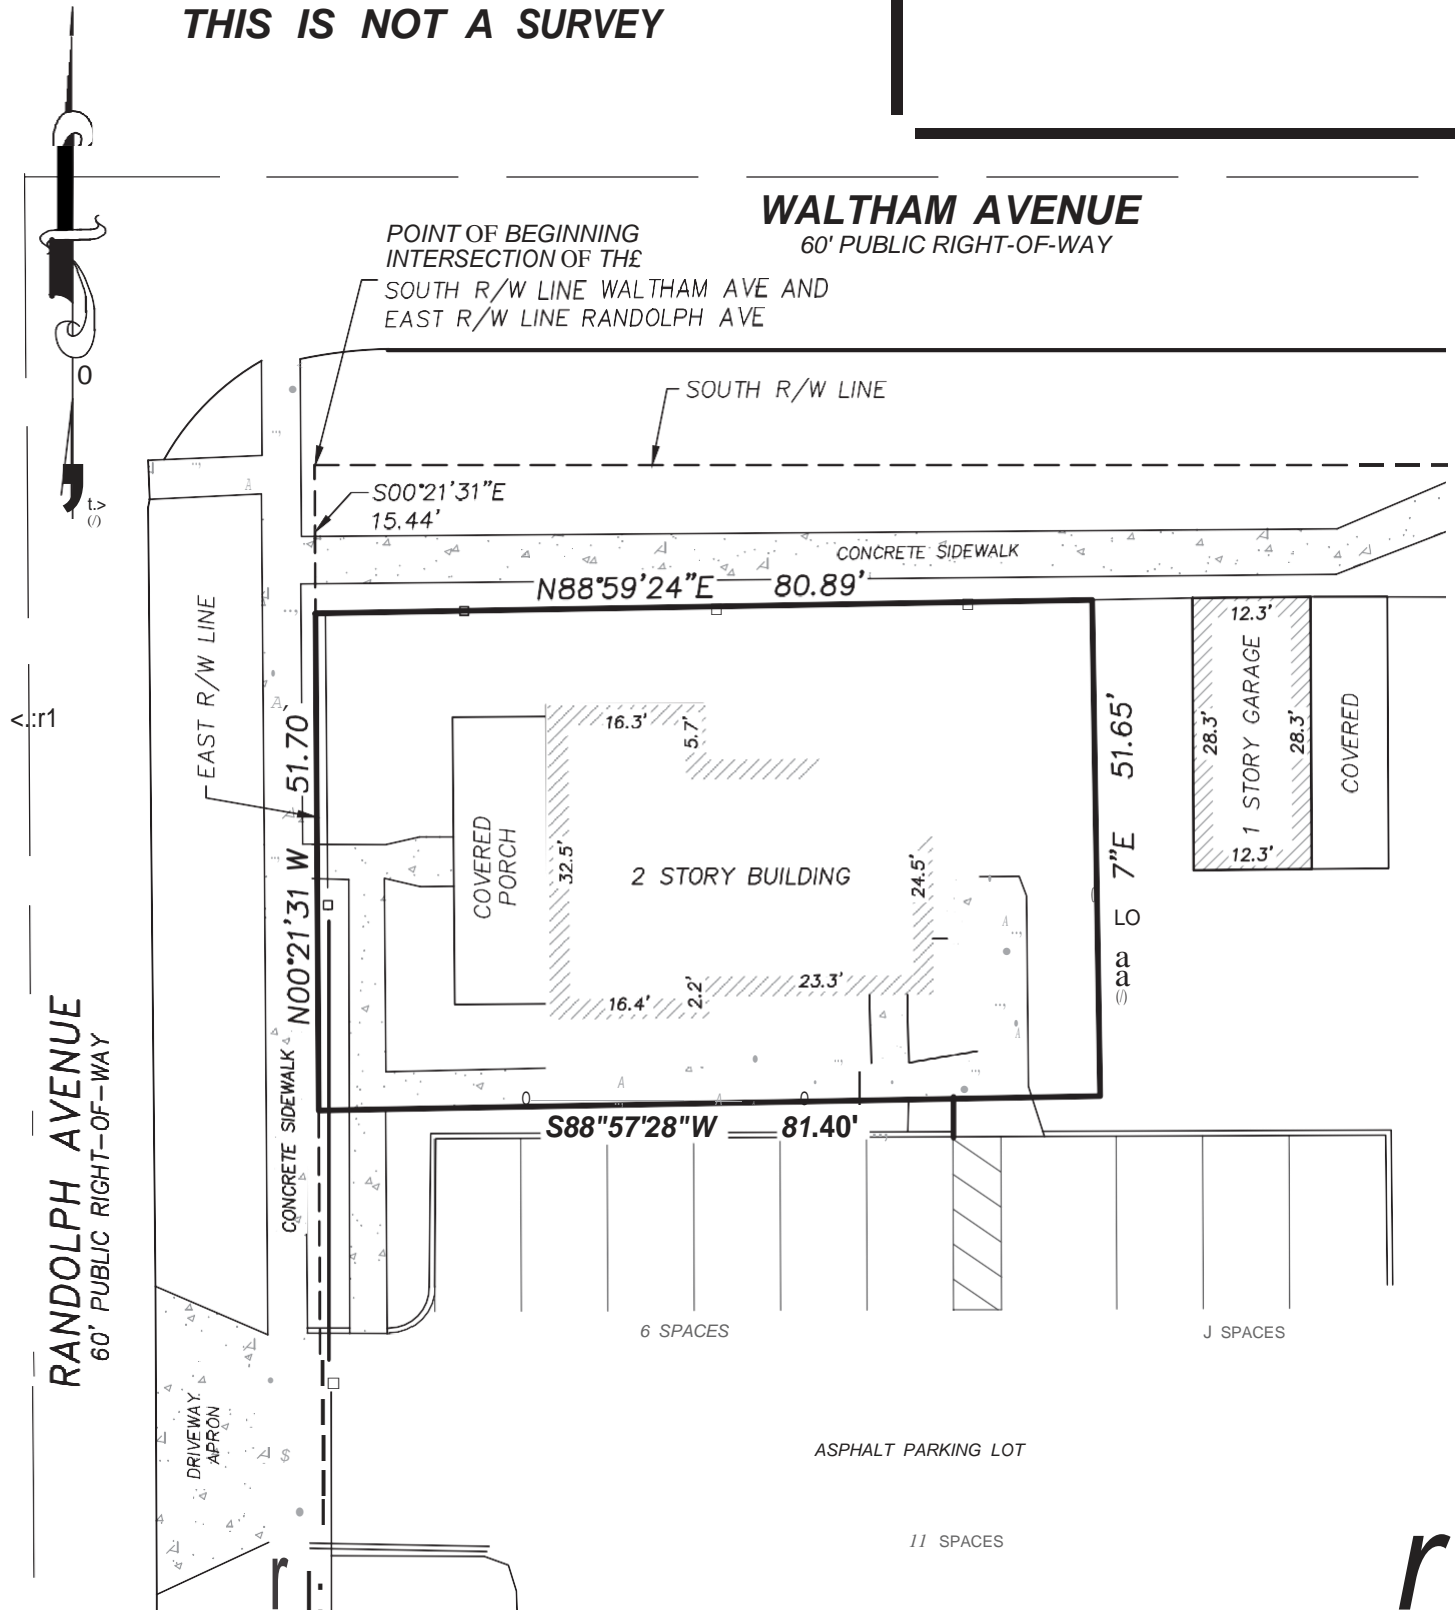 THIS IS NOT A SURVEY
WALTHAM AVENUE
60' PUBLIC RIGHT-OF-WAY
POINT OF BEGINNING
INTERSECTION OF TH£
SOUTH R/W LINE WALTHAM AVE AND
EAST R/W LINE RANDOLPH AVE
0
SOUTH R/W LINE
t.>
(/)
S00°21'31"E
15.44'
CONCRETE SIDEWALK
N88°59'24"E 80.89'
EAST R/W LINE
<.:r1
N00°21'31 W 51.70'
16.3'
5.7'
COVERED
PORCH
32.5'
2 STORY BUILDING
24.5'
16.4'
2.2'
23.3'
51.65'
7"E
LO
a
a
(/)
12.3'
28.3'
1 STORY GARAGE
28.3'
12.3'
COVERED
RANDOLPH AVENUE
60' PUBLIC RIGHT-OF-WAY
CONCRETE SIDEWALK
S88"57'28"W 81.40'
6 SPACES
J SPACES
DRIVEWAY
APRON
$
ASPHALT PARKING LOT
11 SPACES
r
r